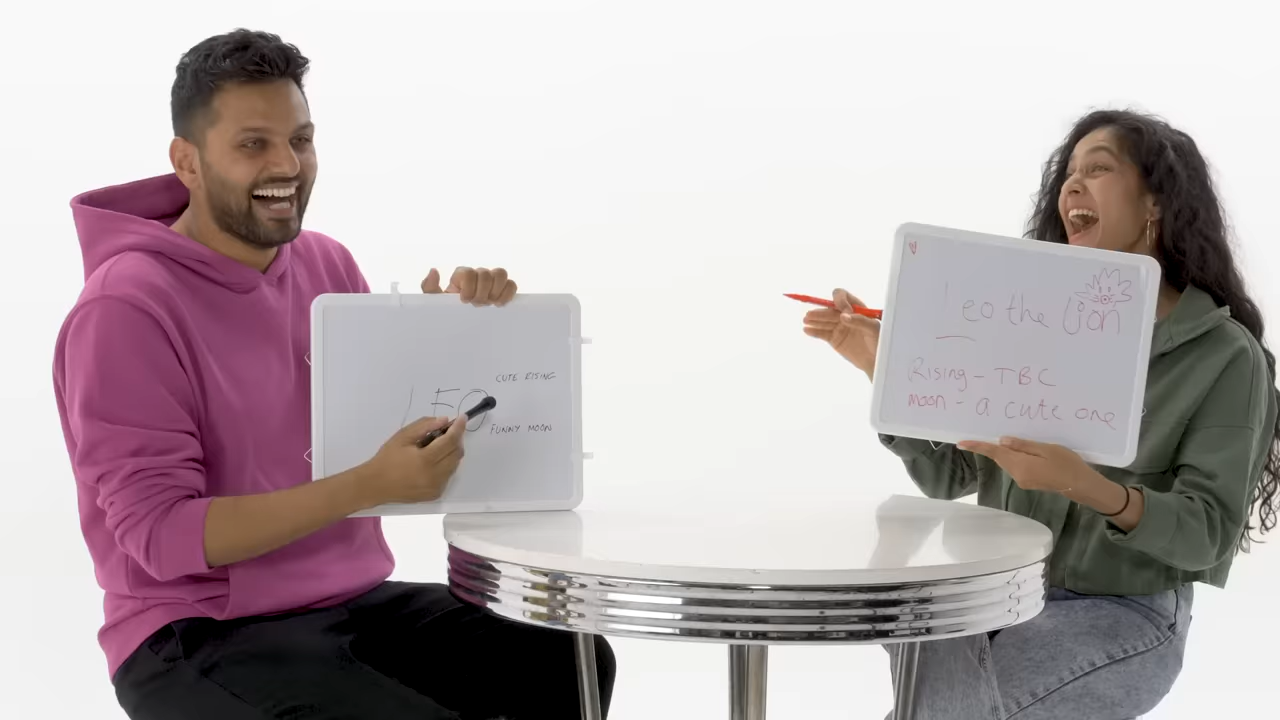 CUTE RISING
LEO
FUNNY MOON
Leo the Lion
Rising - TBC
Moon - a cute one